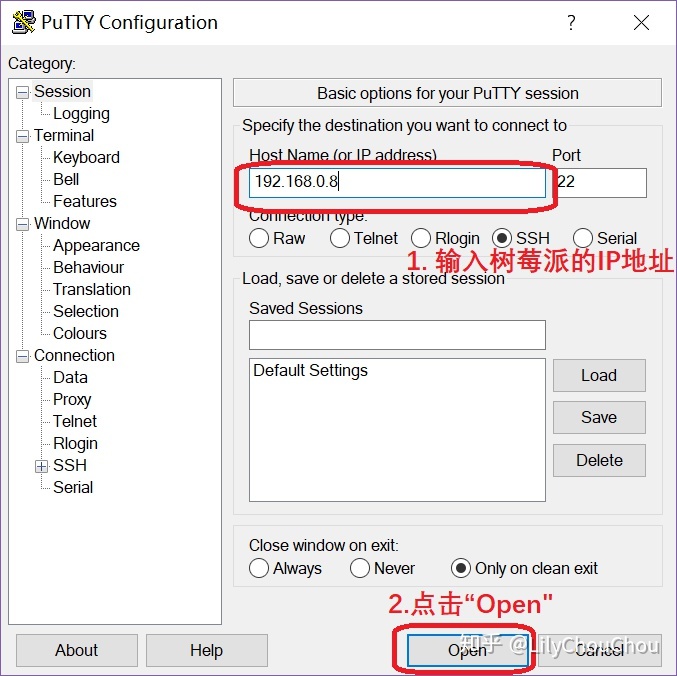 PuTTY Configuration
?
Category:
Session
Logging
Terminal
Keyboard
Bell
Features
Window
Appearance
Behaviour
Translation
Selection
Colours
Connection
Data
Proxy
Telnet
Rlogin
SSH
Serial
Basic options for your PuTTY session
Specify the destination you want to connect to
Host Name (or IP address) Port
192.168.0.8 22
Connection type:
Raw Telnet Rlogin SSH Serial
1. 输入树莓派的IP地址
Load, save or delete a stored session
Saved Sessions
Default Settings
Load
Save
Delete
Close window on exit:
Always Never Only on clean exit
2.点击“Open"
About Help Open Cancel
知乎 @LilyChouChou